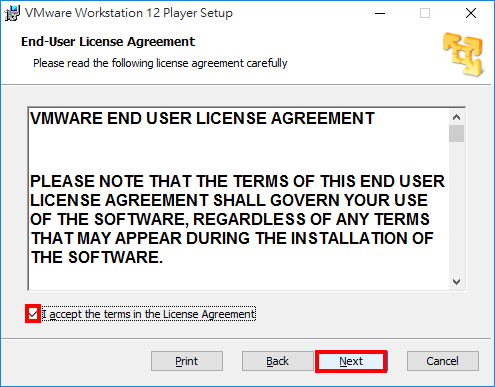 VMware Workstation 12 Player Setup
End-User License Agreement
Please read the following license agreement carefully
VMWARE END USER LICENSE AGREEMENT
PLEASE NOTE THAT THE TERMS OF THIS END USER
LICENSE AGREEMENT SHALL GOVERN YOUR USE
OF THE SOFTWARE, REGARDLESS OF ANY TERMS
THAT MAY APPEAR DURING THE INSTALLATION OF
THE SOFTWARE.
I accept the terms in the License Agreement
Print Back Next Cancel